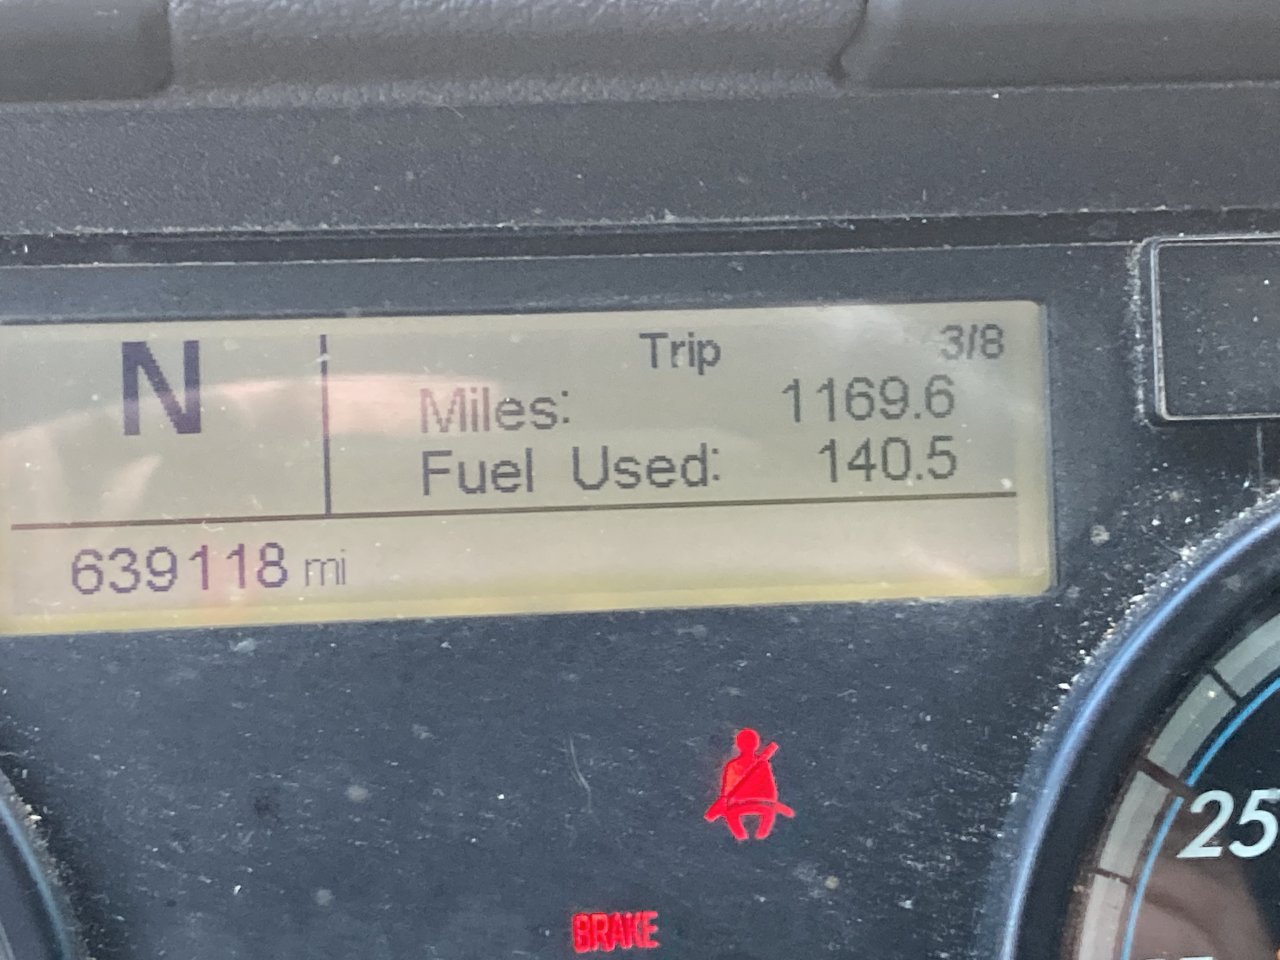 N
Trip 3/8
Miles: 1169.6
Fuel Used: 140.5
639118 mi
25
BRAKE